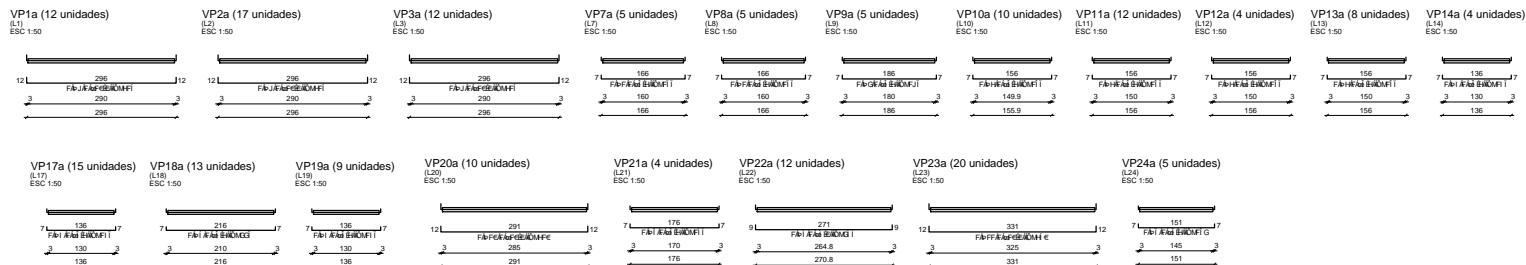 VP1a (12 unidades)
(L1)
ESC 1:50
12 296 12
3 290 3
296
VP2a (17 unidades)
(L2)
ESC 1:50
12 296 12
3 290 3
296
VP3a (12 unidades)
(L3)
ESC 1:50
12 296 12
3 290 3
296
VP7a (5 unidades)
(L7)
ESC 1:50
7 166 7
3 160 3
166
VP8a (5 unidades)
(L8)
ESC 1:50
7 166 7
3 160 3
166
VP9a (5 unidades)
(L9)
ESC 1:50
7 186 7
3 180 3
186
VP10a (10 unidades)
(L10)
ESC 1:50
7 156 7
3 149.9 3
155.9
VP11a (12 unidades)
(L11)
ESC 1:50
7 156 7
3 150 3
156
VP12a (4 unidades)
(L12)
ESC 1:50
7 156 7
3 150 3
156
VP13a (8 unidades)
(L13)
ESC 1:50
7 156 7
3 150 3
156
VP14a (4 unidades)
(L14)
ESC 1:50
7 136 7
3 130 3
136
VP17a (15 unidades)
(L17)
ESC 1:50
7 136 7
3 130 3
136
VP18a (13 unidades)
(L18)
ESC 1:50
7 216 7
3 210 3
216
VP19a (9 unidades)
(L19)
ESC 1:50
7 136 7
3 130 3
136
VP20a (10 unidades)
(L20)
ESC 1:50
12 291 12
3 285 3
291
VP21a (4 unidades)
(L21)
ESC 1:50
7 176 7
3 170 3
176
VP22a (12 unidades)
(L22)
ESC 1:50
9 271 9
3 264.8 3
270.8
VP23a (20 unidades)
(L23)
ESC 1:50
12 331 12
3 325 3
331
VP24a (5 unidades)
(L24)
ESC 1:50
7 151 7
3 145 3
151